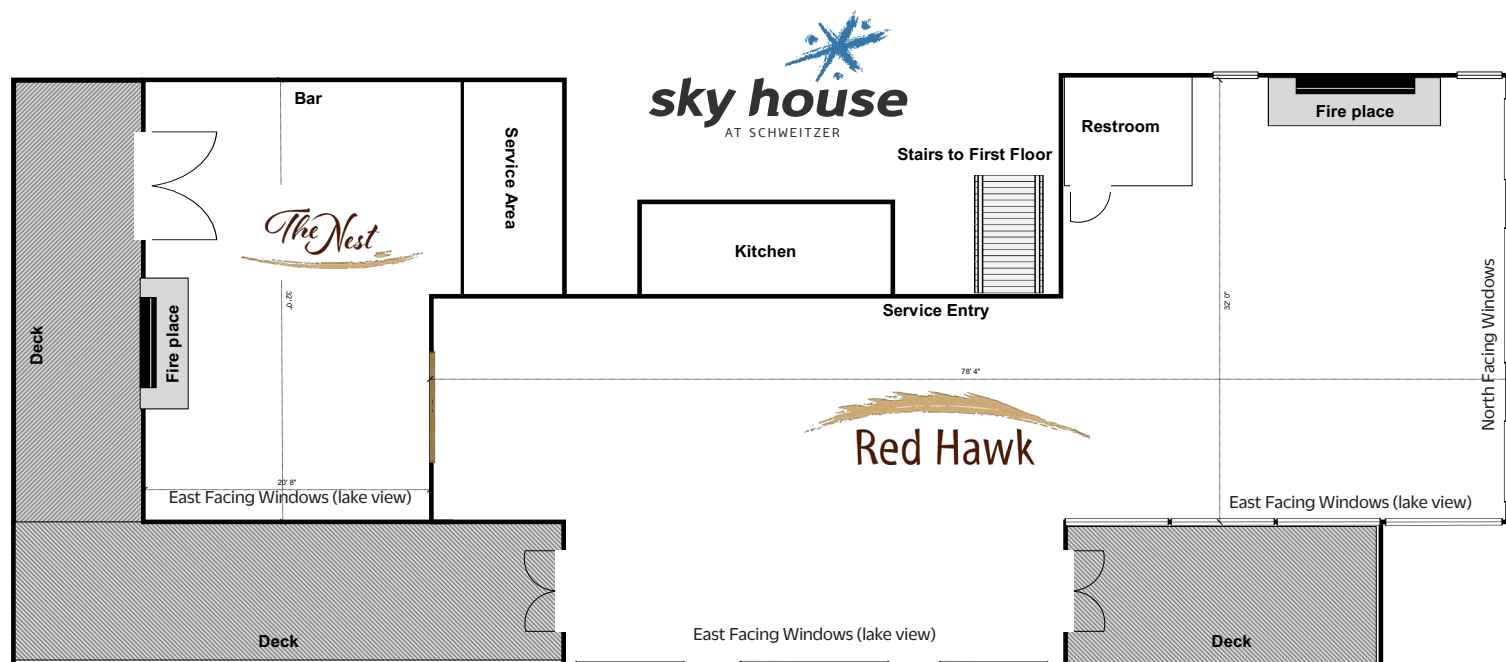 sky house
AT SCHWEITZER
Bar
Fire place
Restroom
Service Area
Stairs to First Floor
The Nest
Kitchen
North Facing Windows
32' 0"
32' 0"
Service Entry
Deck
Fire place
78' 4"
Red Hawk
20' 8"
East Facing Windows (lake view)
East Facing Windows (lake view)
East Facing Windows (lake view)
Deck
Deck